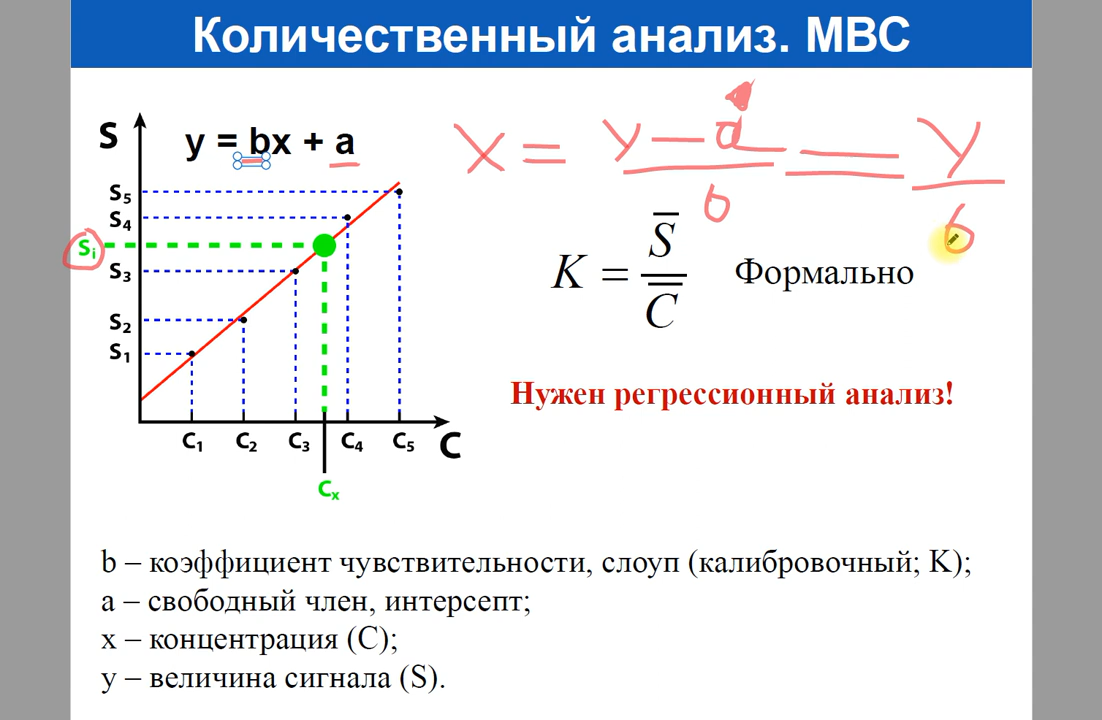 Количественный анализ. МВС
S
y = bx + a
x = y - a / b = y / b
S5
S4
Si
S3
S2
S1
K = S̅ / C̅
Формально
Нужен регрессионный анализ!
C1 C2 C3 C4 C5 C
Cx
b – коэффициент чувствительности, слоуп (калибровочный; K);
a – свободный член, интерсепт;
x – концентрация (C);
y – величина сигнала (S).